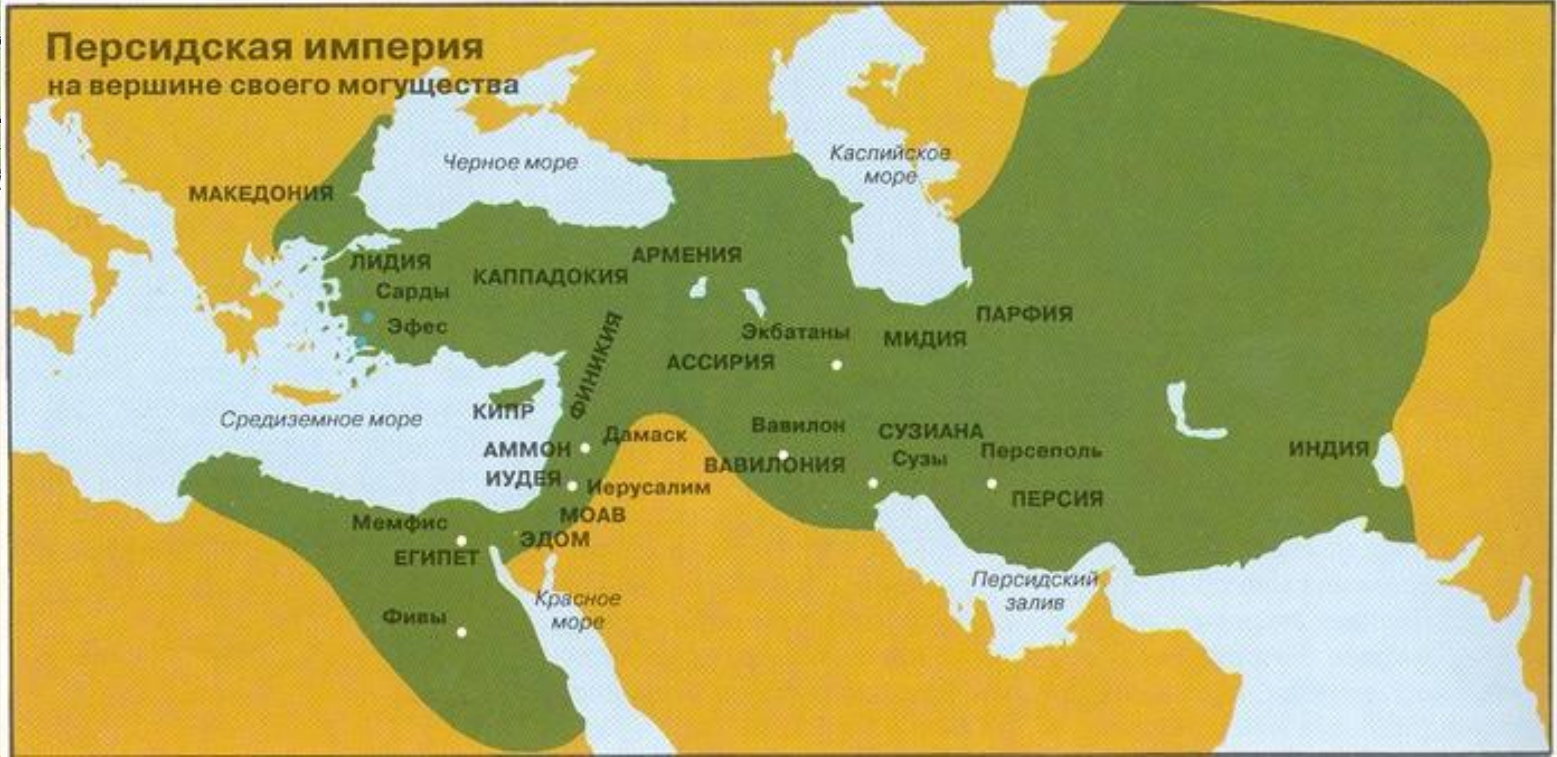 Персидская империя
на вершине своего могущества
Черное море
Каспийское
море
МАКЕДОНИЯ
ЛИДИЯ
Сарды
Эфес
КАППАДОКИЯ
АРМЕНИЯ
ФИНИКИЯ
Экбатаны
АССИРИЯ
МИДИЯ
ПАРФИЯ
Средиземное море
КИПР
АММОН
Дамаск
ИУДЕЯ
Иерусалим
МОАВ
ЭДОМ
Вавилон
ВАВИЛОНИЯ
СУЗИАНА
Сузы
Персеполь
ПЕРСИЯ
ИНДИЯ
Мемфис
ЕГИПЕТ
Фивы
Красное
море
Персидский
залив